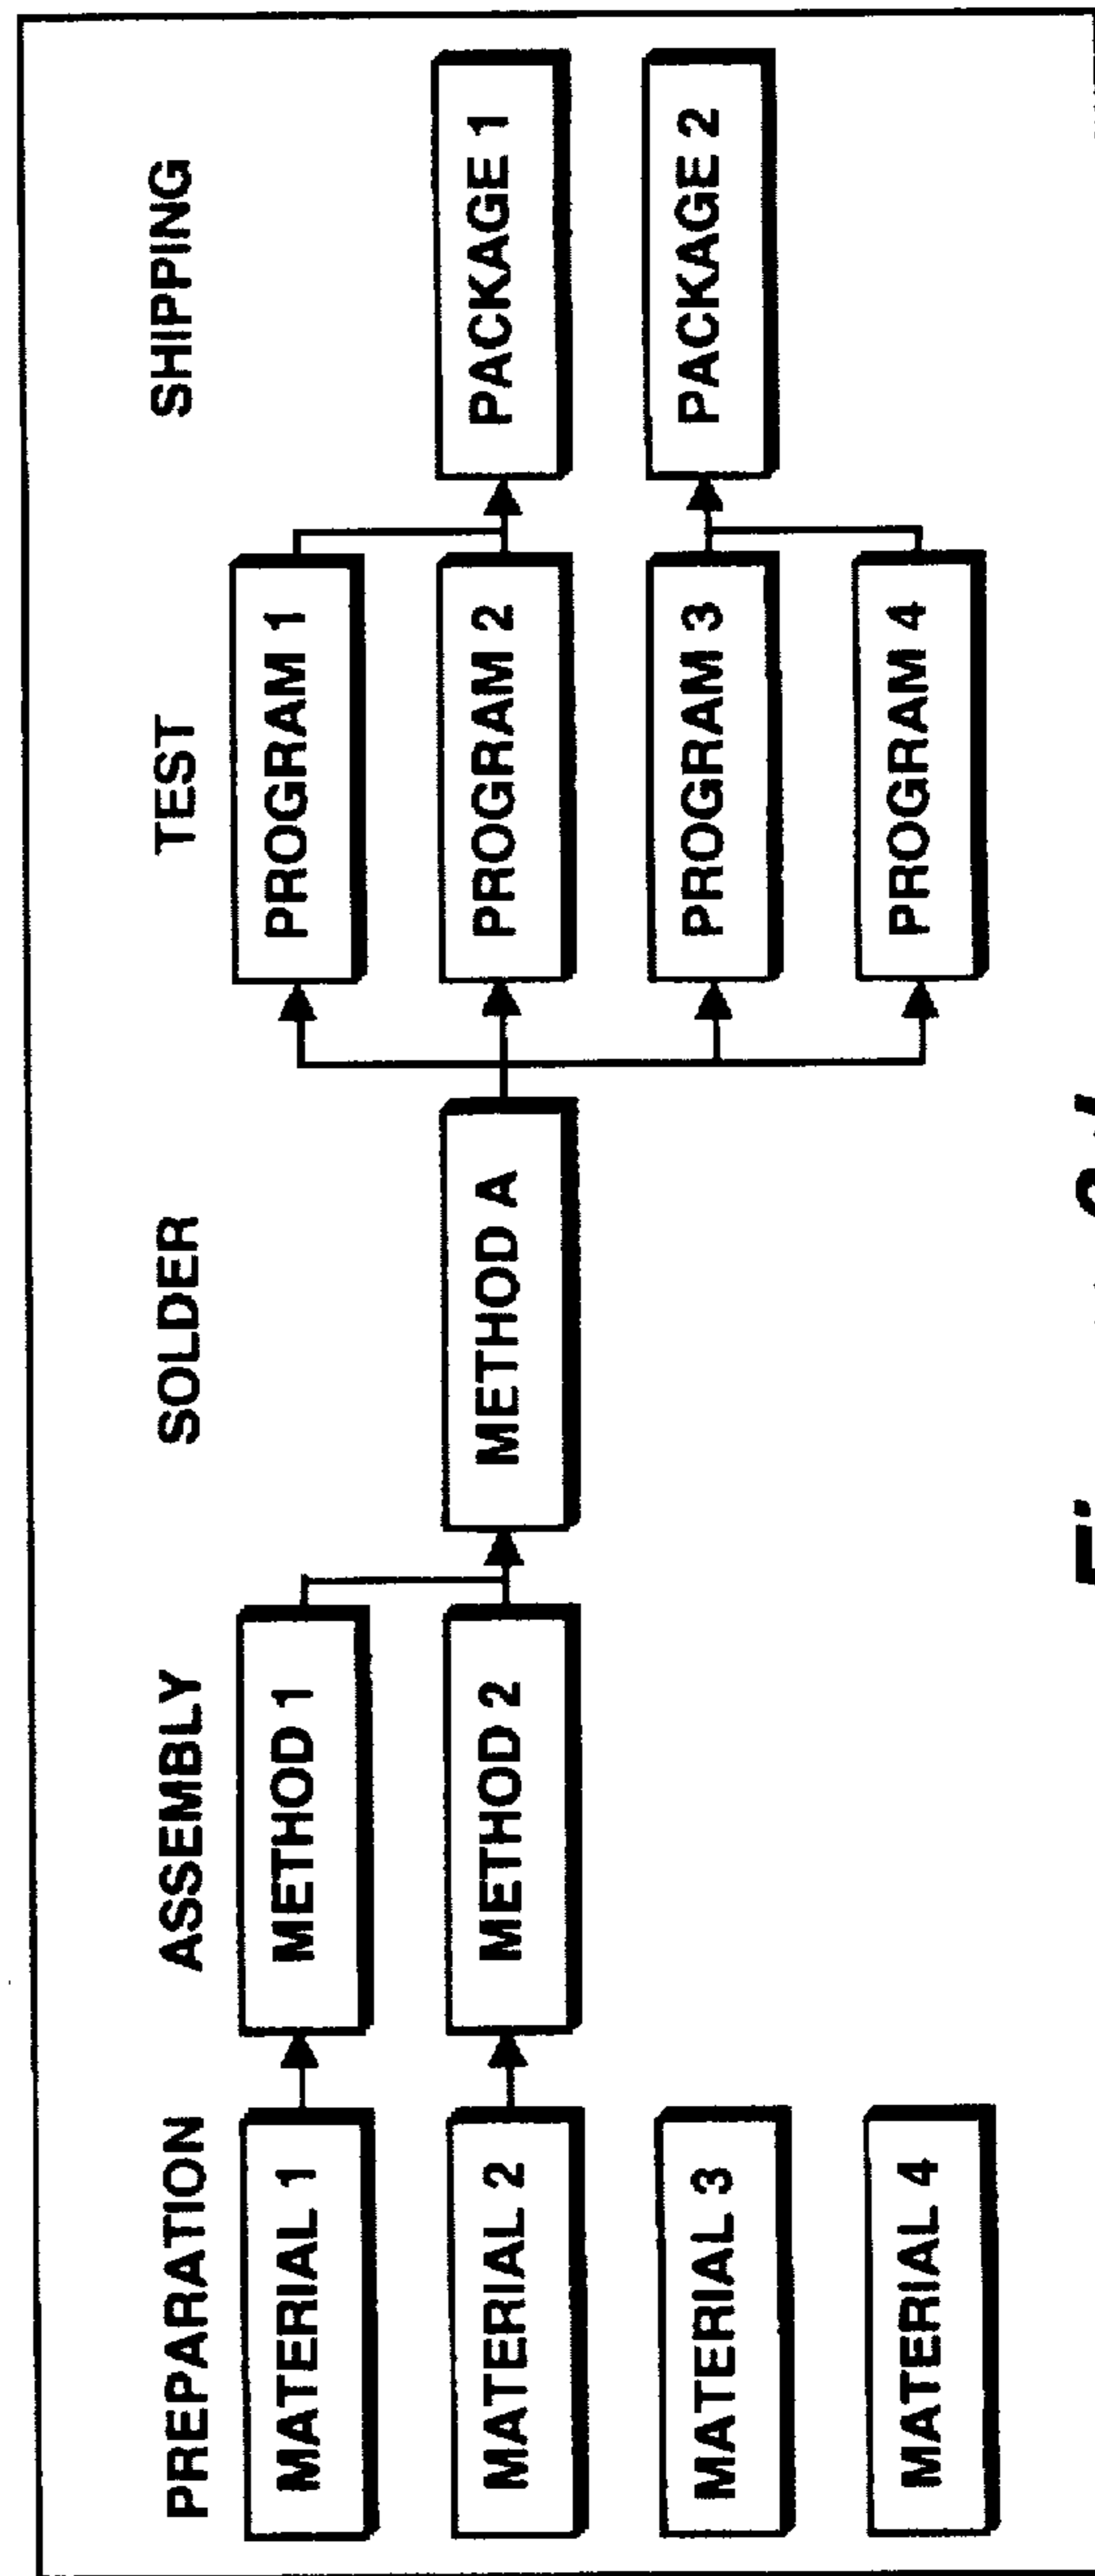 PREPARATION
ASSEMBLY
SOLDER
TEST
SHIPPING
MATERIAL 1
METHOD 1
PROGRAM 1
MATERIAL 2
METHOD 2
METHOD A
PROGRAM 2
PACKAGE 1
MATERIAL 3
PROGRAM 3
PACKAGE 2
MATERIAL 4
PROGRAM 4